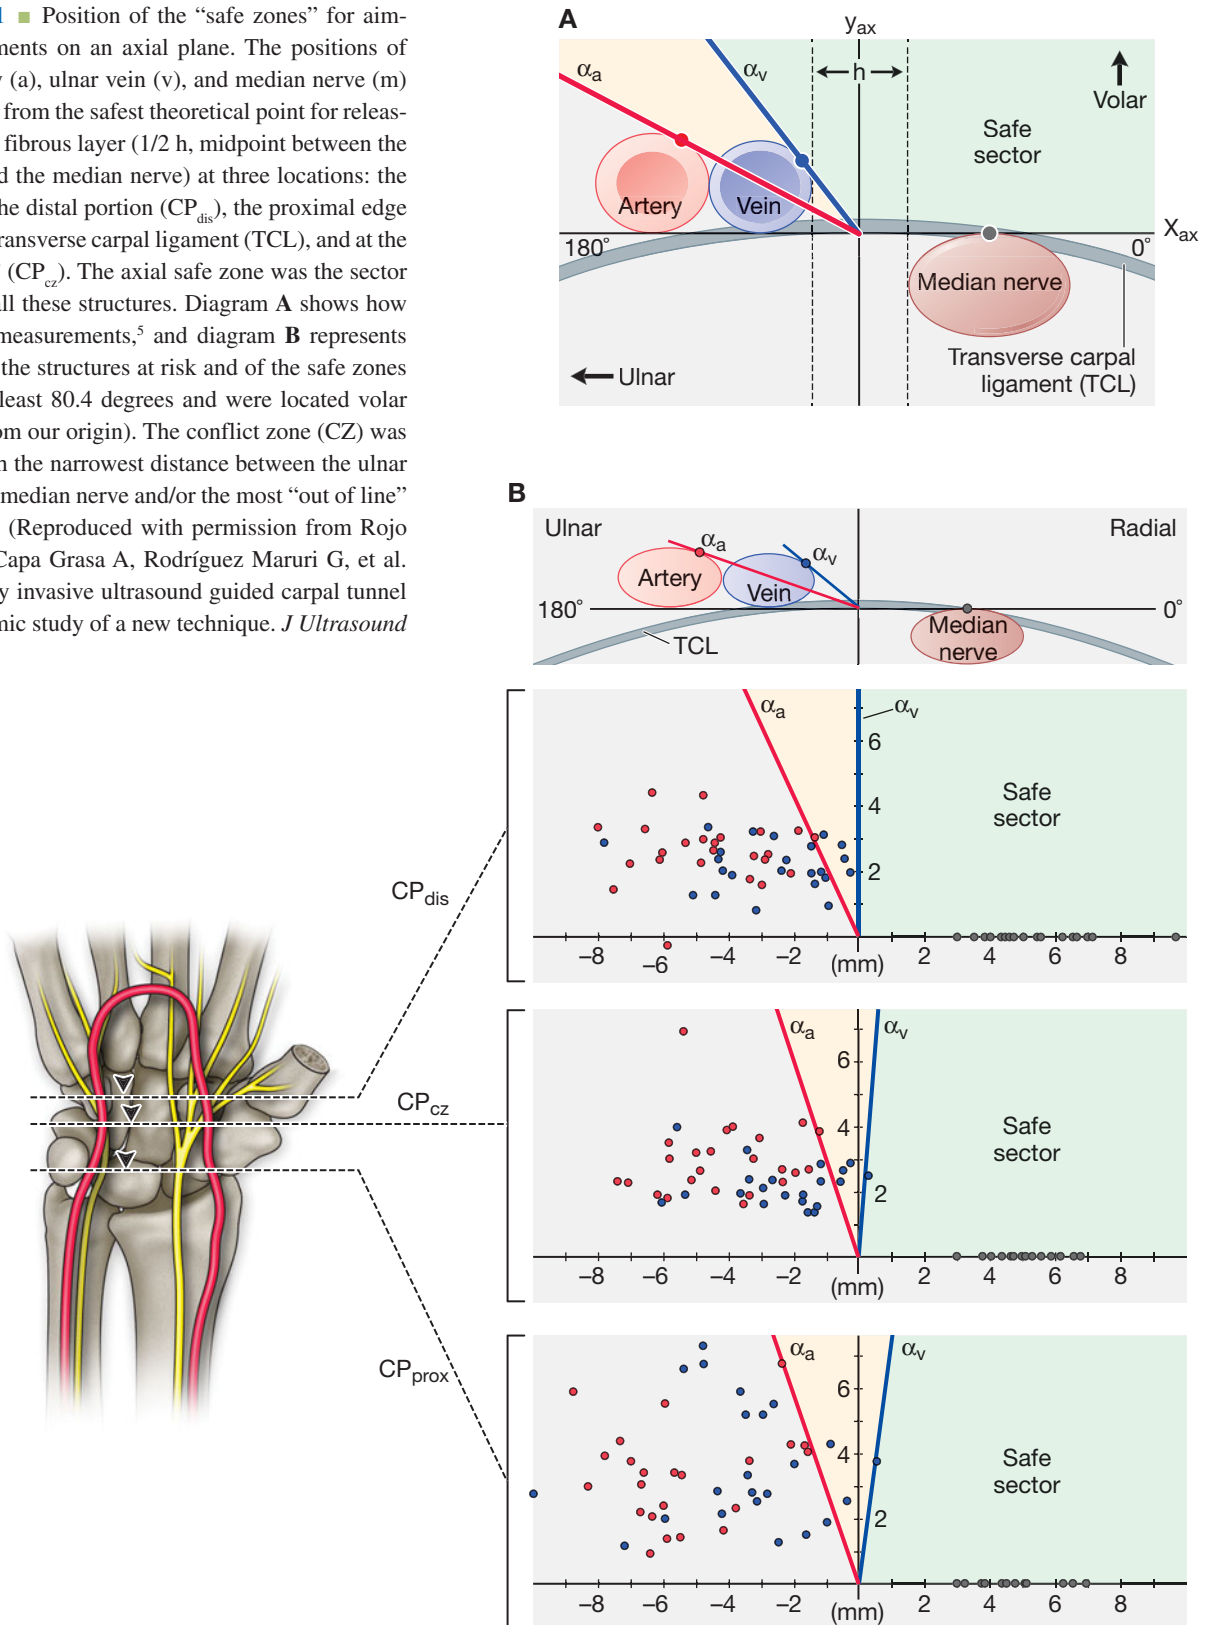 1 ■ Position of the “safe zones” for aim-
ments on an axial plane. The positions of
y (a), ulnar vein (v), and median nerve (m)
from the safest theoretical point for releas-
fibrous layer (1/2 h, midpoint between the
d the median nerve) at three locations: the
he distal portion (CPdis), the proximal edge
ransverse carpal ligament (TCL), and at the
(CPcz). The axial safe zone was the sector
all these structures. Diagram A shows how
measurements,5 and diagram B represents
the structures at risk and of the safe zones
least 80.4 degrees and were located volar
om our origin). The conflict zone (CZ) was
n the narrowest distance between the ulnar
median nerve and/or the most “out of line”
(Reproduced with permission from Rojo
Capa Grasa A, Rodríguez Maruri G, et al.
y invasive ultrasound guided carpal tunnel
mic study of a new technique. J Ultrasound
A
yax
αa
αv
h
Volar
Safe
sector
Artery
Vein
180°
0°
Xax
Median nerve
Transverse carpal
ligament (TCL)
Ulnar
B
Ulnar
Radial
αa
αv
Artery
Vein
180°
0°
Median
nerve
TCL
CPdis
αa
αv
6
4
2
Safe
sector
–8 –6 –4 –2 (mm) 2 4 6 8
CPcz
αa
αv
6
4
2
Safe
sector
–8 –6 –4 –2 (mm) 2 4 6 8
CPprox
αa
αv
6
4
2
Safe
sector
–8 –6 –4 –2 (mm) 2 4 6 8